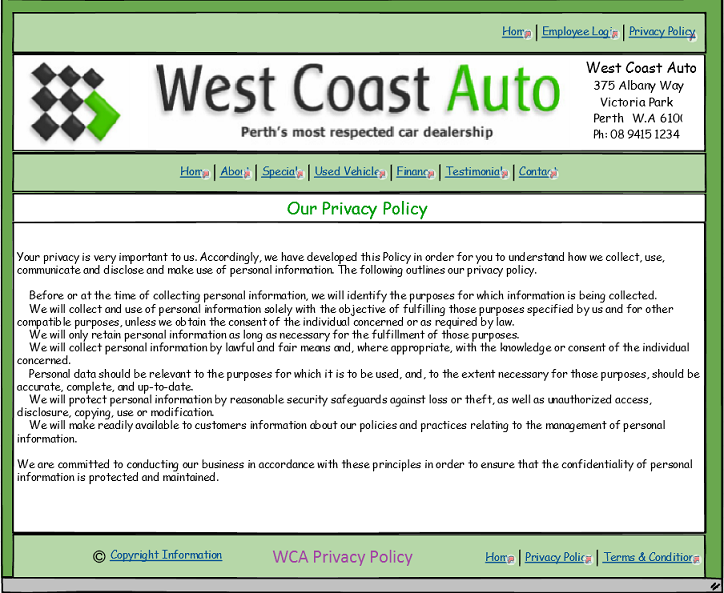 Home | Employee Login | Privacy Policy
West Coast Auto
Perth's most respected car dealership
West Coast Auto
375 Albany Way
Victoria Park
Perth W.A 6100
Ph: 08 9415 1234
Home | About | Specials | Used Vehicles | Finance | Testimonials | Contact
Our Privacy Policy
Your privacy is very important to us. Accordingly, we have developed this Policy in order for you to understand how we collect, use,
communicate and disclose and make use of personal information. The following outlines our privacy policy.
Before or at the time of collecting personal information, we will identify the purposes for which information is being collected.
We will collect and use of personal information solely with the objective of fulfilling those purposes specified by us and for other
compatible purposes, unless we obtain the consent of the individual concerned or as required by law.
We will only retain personal information as long as necessary for the fulfillment of those purposes.
We will collect personal information by lawful and fair means and, where appropriate, with the knowledge or consent of the individual
concerned.
Personal data should be relevant to the purposes for which it is to be used, and, to the extent necessary for those purposes, should be
accurate, complete, and up-to-date.
We will protect personal information by reasonable security safeguards against loss or theft, as well as unauthorized access,
disclosure, copying, use or modification.
We will make readily available to customers information about our policies and practices relating to the management of personal
information.
We are committed to conducting our business in accordance with these principles in order to ensure that the confidentiality of personal
information is protected and maintained.
© Copyright Information WCA Privacy Policy Home | Privacy Policy | Terms & Conditions